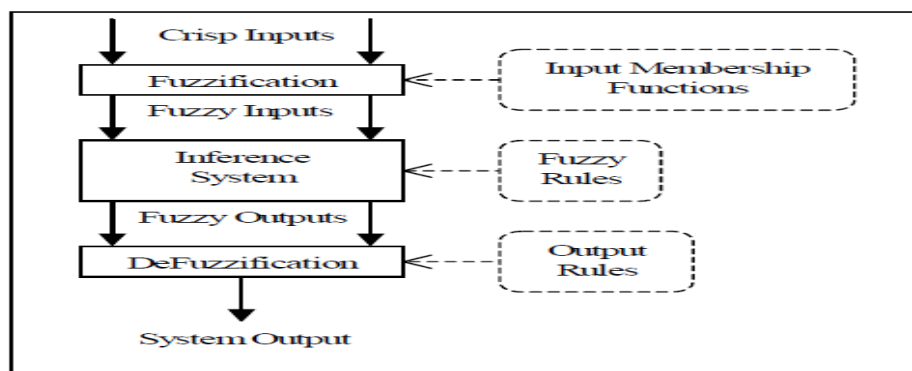 Crisp Inputs
Fuzzification
Input Membership
Functions
Fuzzy Inputs
Inference
System
Fuzzy
Rules
Fuzzy Outputs
DeFuzzification
Output
Rules
System Output